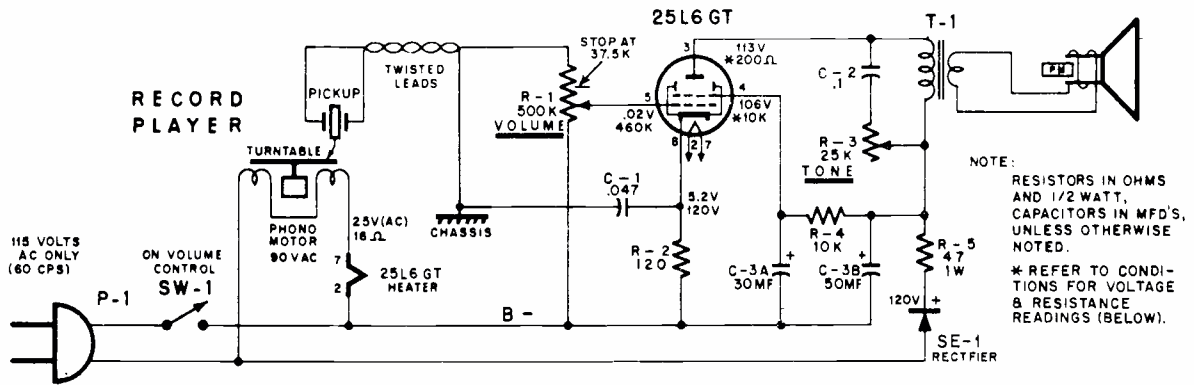 25L6 GT
T-1
3
113V
*200Ω
STOP AT
37.5K
TWISTED
LEADS
C-2
.1
PM
PICKUP
RECORD
PLAYER
R-1
500K
VOLUME
5
.02V
460K
4
106V
*10K
8 2 7
R-3
25K
TONE
TURNTABLE
NOTE:
RESISTORS IN OHMS
AND 1/2 WATT,
CAPACITORS IN MFD'S,
UNLESS OTHERWISE
NOTED.
* REFER TO CONDI-
TIONS FOR VOLTAGE
& RESISTANCE
READINGS (BELOW).
C-1
.047
5.2V
120V
CHASSIS
25V(AC)
16Ω
PHONO
MOTOR
90VAC
R-4
10K
R-2
120
R-5
47
1W
115 VOLTS
AC ONLY
(60 CPS)
ON VOLUME
CONTROL
SW-1
7
2
25L6 GT
HEATER
C-3A
30MF
+
C-3B
50MF
+
P-1
B-
120V
+
SE-1
RECTFIER